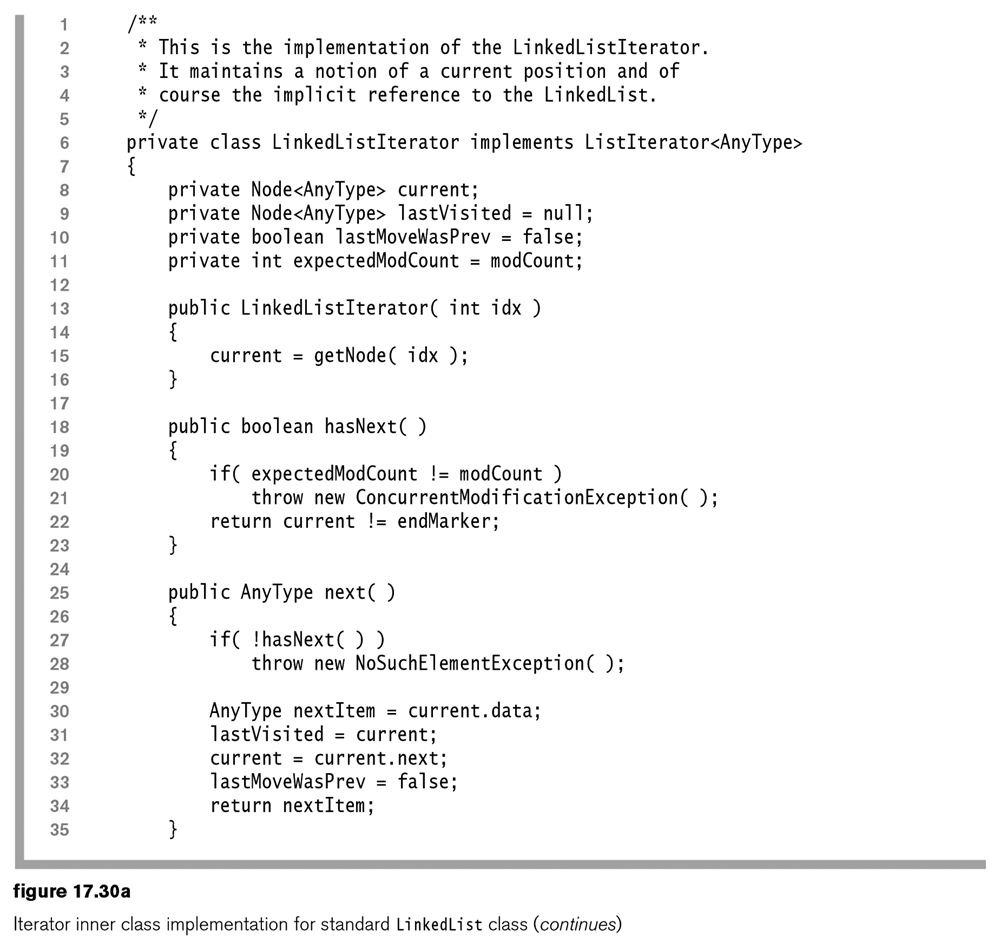 1 /**
2  * This is the implementation of the LinkedListIterator.
3  * It maintains a notion of a current position and of
4  * course the implicit reference to the LinkedList.
5  */
6 private class LinkedListIterator implements ListIterator<AnyType>
7 {
8     private Node<AnyType> current;
9     private Node<AnyType> lastVisited = null;
10     private boolean lastMoveWasPrev = false;
11     private int expectedModCount = modCount;
12
13     public LinkedListIterator( int idx )
14     {
15         current = getNode( idx );
16     }
17
18     public boolean hasNext( )
19     {
20         if( expectedModCount != modCount )
21             throw new ConcurrentModificationException( );
22         return current != endMarker;
23     }
24
25     public AnyType next( )
26     {
27         if( !hasNext( ) )
28             throw new NoSuchElementException( );
29
30         AnyType nextItem = current.data;
31         lastVisited = current;
32         current = current.next;
33         lastMoveWasPrev = false;
34         return nextItem;
35     }
figure 17.30a
Iterator inner class implementation for standard LinkedList class (continues)